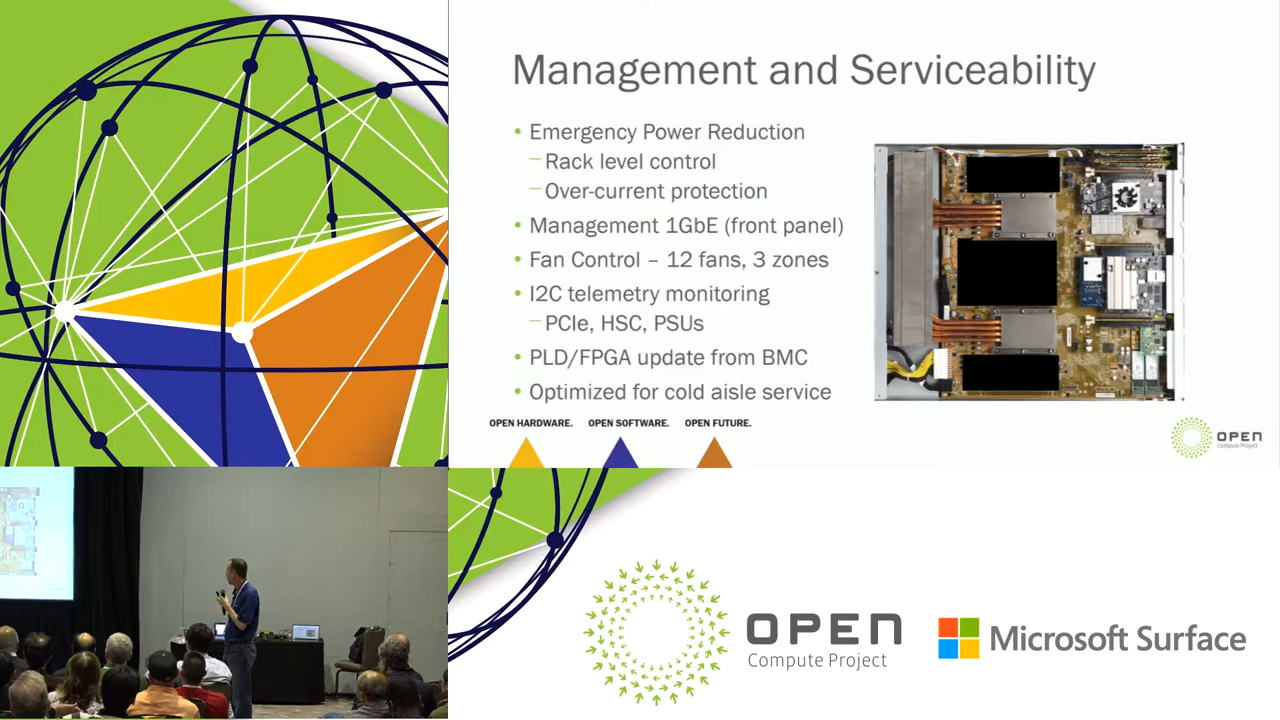 Management and Serviceability
• Emergency Power Reduction
– Rack level control
– Over-current protection
• Management 1GbE (front panel)
• Fan Control – 12 fans, 3 zones
• I2C telemetry monitoring
– PCIe, HSC, PSUs
• PLD/FPGA update from BMC
• Optimized for cold aisle service
OPEN HARDWARE. OPEN SOFTWARE. OPEN FUTURE.
OPEN
Compute Project
OPEN
Compute Project
Microsoft Surface